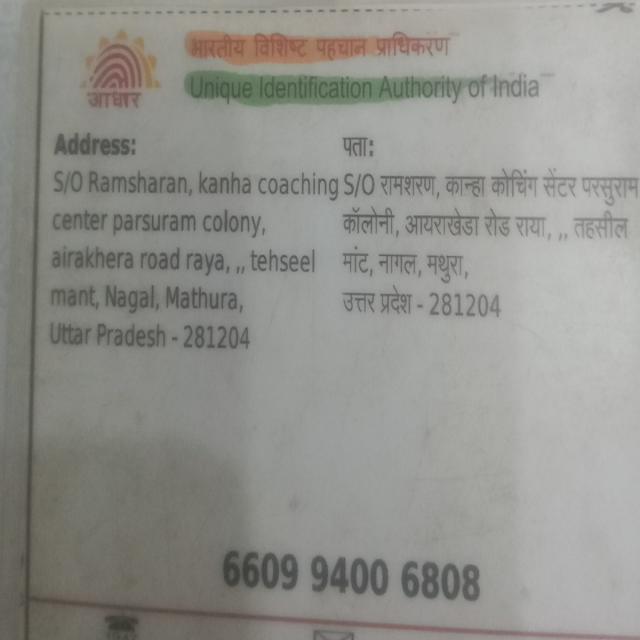 भारतीय विशिष्ट पहचान प्राधिकरण
Unique Identification Authority of India
आधार
Address:
S/O Ramsharan, kanha coaching
center parsuram colony,
airakhera road raya, ,, tehseel
mant, Nagal, Mathura,
Uttar Pradesh - 281204
पता:
S/O रामशरण, कान्हा कोचिंग सेंटर परसुराम
कॉलोनी, आयराखेडा रोड राया, ,, तहसील
मांट, नागल, मथुरा,
उत्तर प्रदेश - 281204
6609 9400 6808